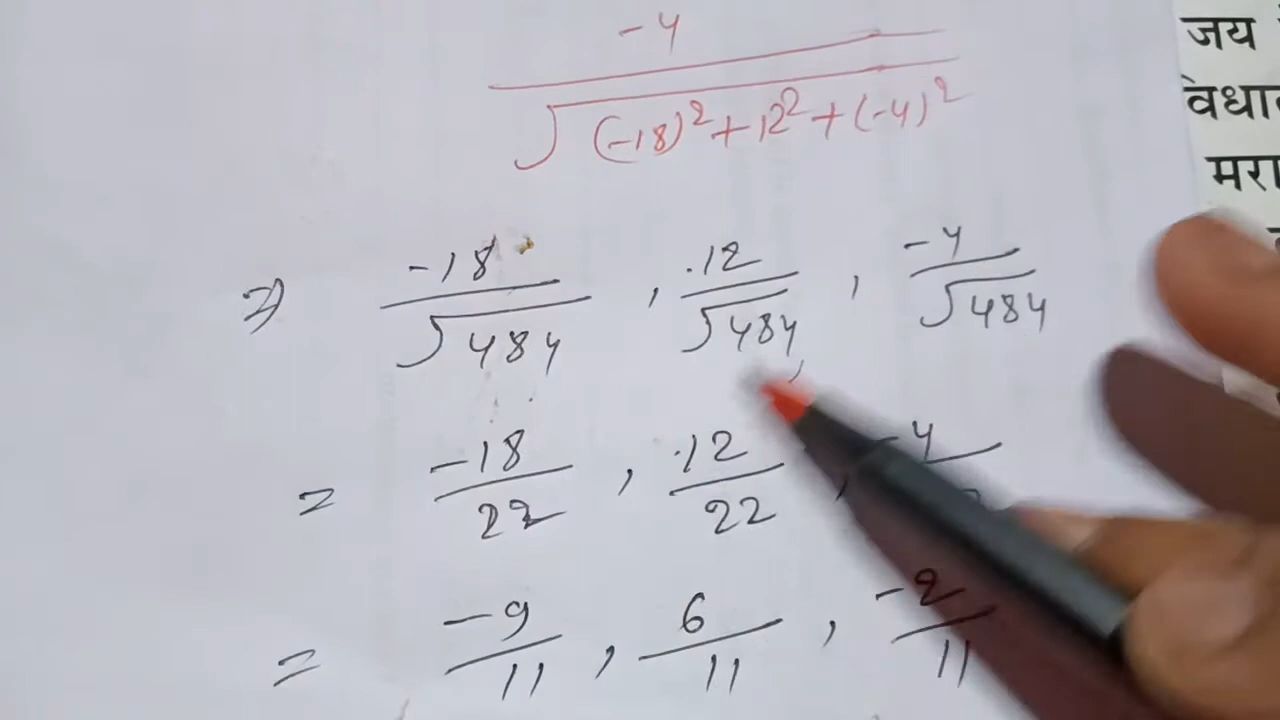 -4
√(-18)²+12²+(-4)²
⇒ -18/√484 , 12/√484 , -4/√484
= -18/22 , 12/22 , -4
= -9/11 , 6/11 , -2/11
जय